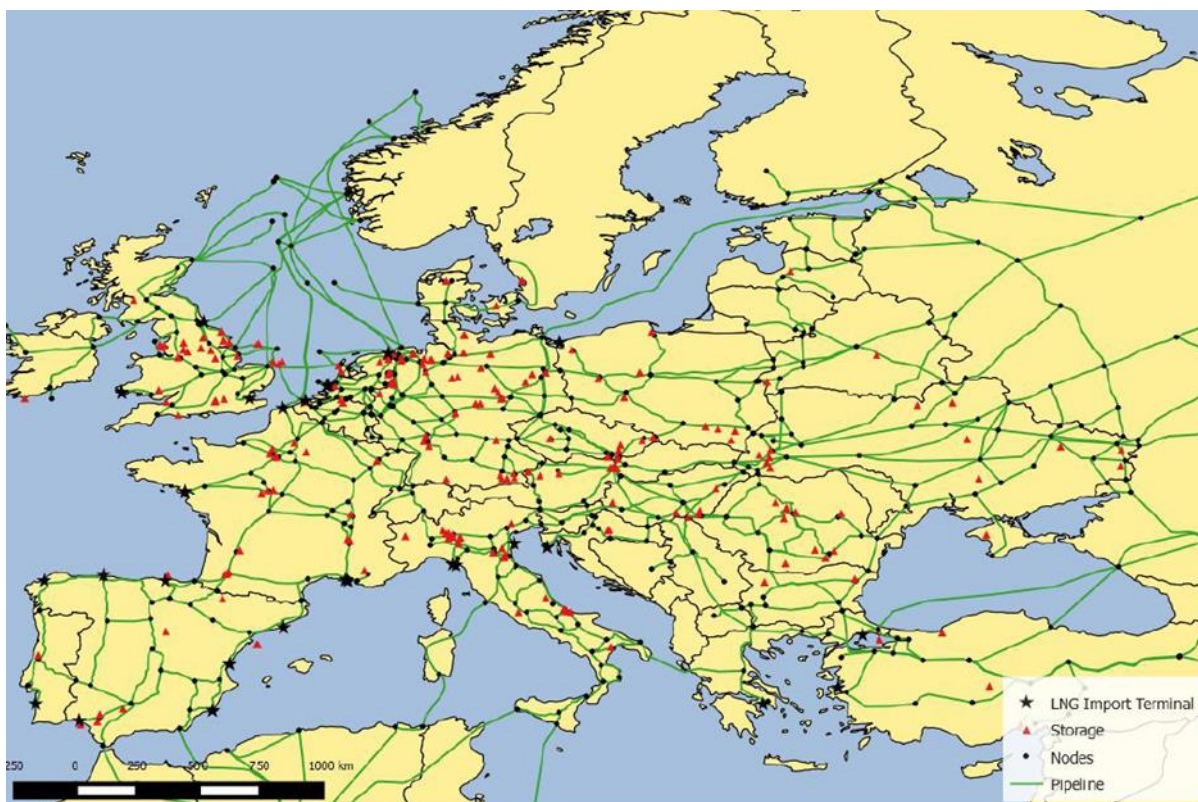 LNG Import Terminal
Storage
Nodes
Pipeline
250 0 250 500 750 1000 km